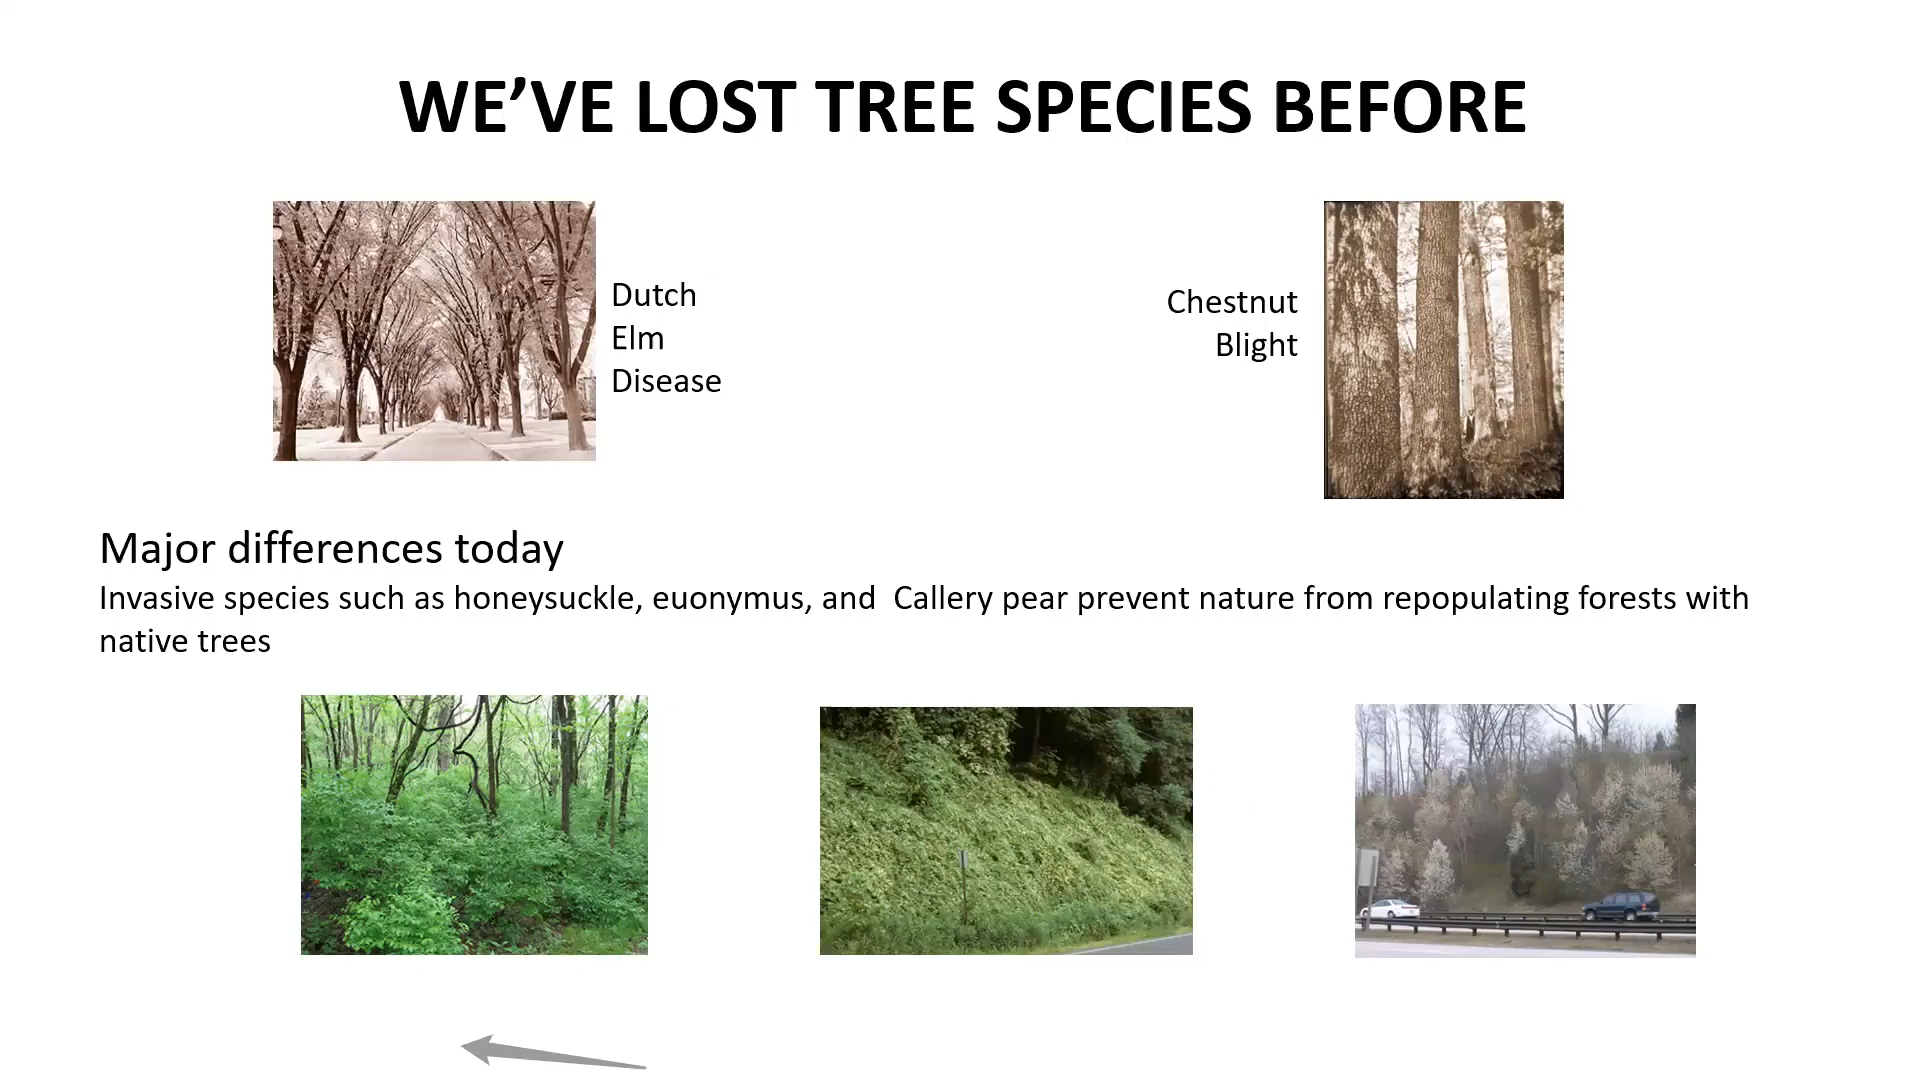 WE’VE LOST TREE SPECIES BEFORE
Dutch
Elm
Disease
Chestnut
Blight
Major differences today
Invasive species such as honeysuckle, euonymus, and  Callery pear prevent nature from repopulating forests with
native trees